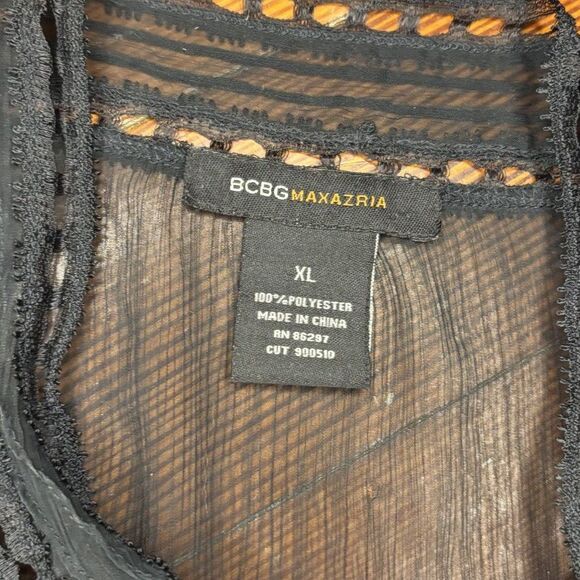 BCBGMAXAZRIA
XL
100%POLYESTER
MADE IN CHINA
RN 86297
CUT 900510